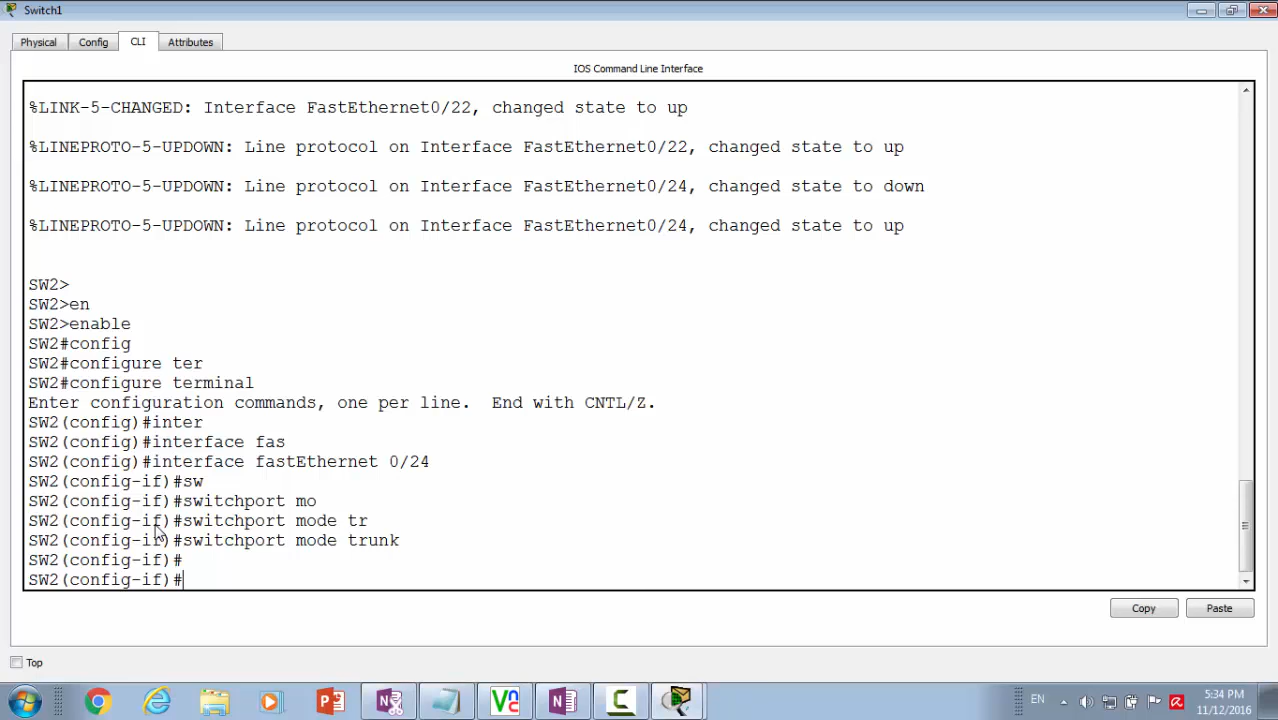 Switch1
Physical Config CLI Attributes
IOS Command Line Interface
%LINK-5-CHANGED: Interface FastEthernet0/22, changed state to up
%LINEPROTO-5-UPDOWN: Line protocol on Interface FastEthernet0/22, changed state to up
%LINEPROTO-5-UPDOWN: Line protocol on Interface FastEthernet0/24, changed state to down
%LINEPROTO-5-UPDOWN: Line protocol on Interface FastEthernet0/24, changed state to up
SW2>
SW2>en
SW2>enable
SW2#config
SW2#configure ter
SW2#configure terminal
Enter configuration commands, one per line.  End with CNTL/Z.
SW2(config)#inter
SW2(config)#interface fas
SW2(config)#interface fastEthernet 0/24
SW2(config-if)#sw
SW2(config-if)#switchport mo
SW2(config-if)#switchport mode tr
SW2(config-if)#switchport mode trunk
SW2(config-if)#
SW2(config-if)#
Copy Paste
Top
EN 5:34 PM
11/12/2016